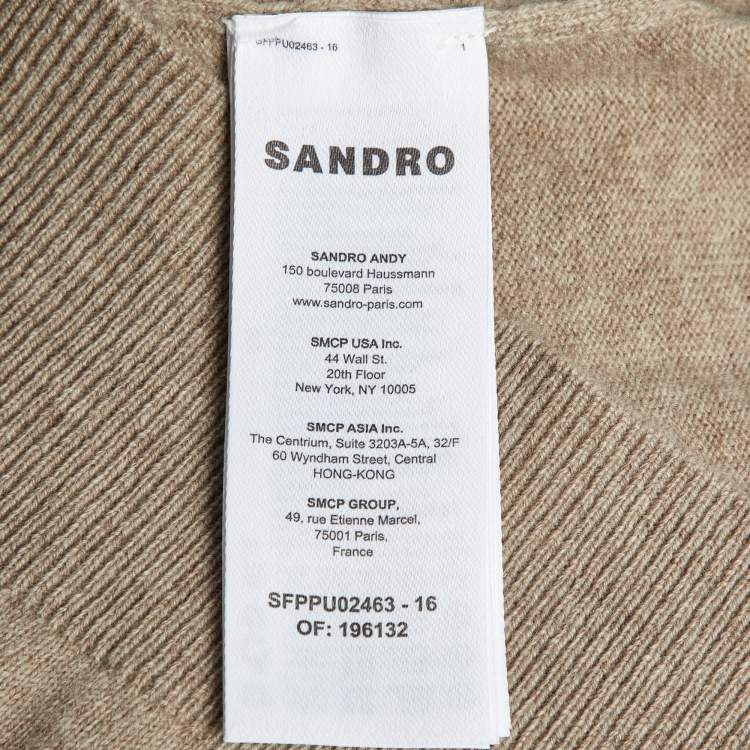 SFPPU02463 - 16 1
SANDRO
SANDRO ANDY
150 boulevard Haussmann
75008 Paris
www.sandro-paris.com
SMCP USA Inc.
44 Wall St.
20th Floor
New York, NY 10005
SMCP ASIA Inc.
The Centrium, Suite 3203A-5A, 32/F
60 Wyndham Street, Central
HONG-KONG
SMCP GROUP,
49, rue Etienne Marcel,
75001 Paris,
France
SFPPU02463 - 16
OF: 196132